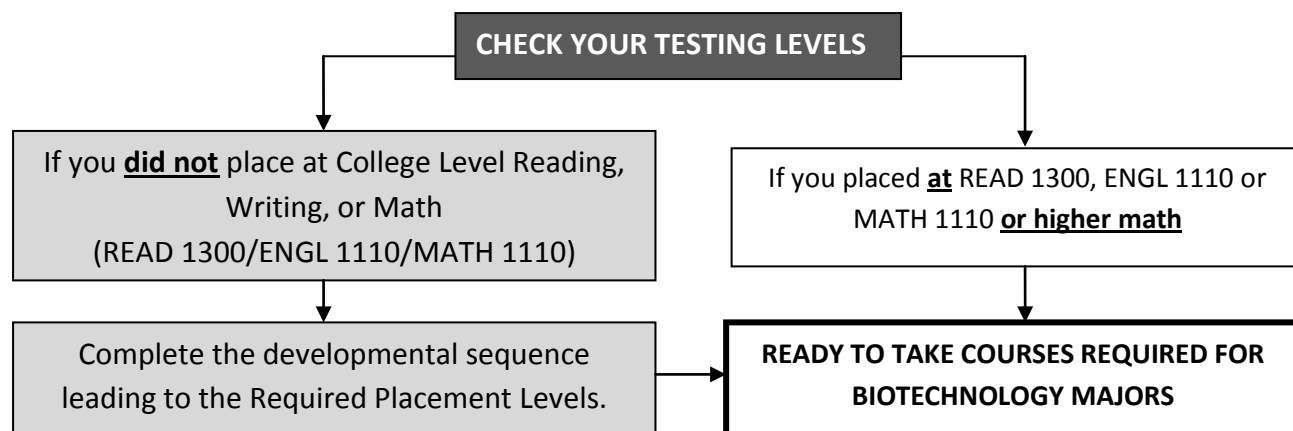 CHECK YOUR TESTING LEVELS
If you did not place at College Level Reading,
Writing, or Math
(READ 1300/ENGL 1110/MATH 1110)
If you placed at READ 1300, ENGL 1110 or
MATH 1110 or higher math
Complete the developmental sequence
leading to the Required Placement Levels.
READY TO TAKE COURSES REQUIRED FOR
BIOTECHNOLOGY MAJORS